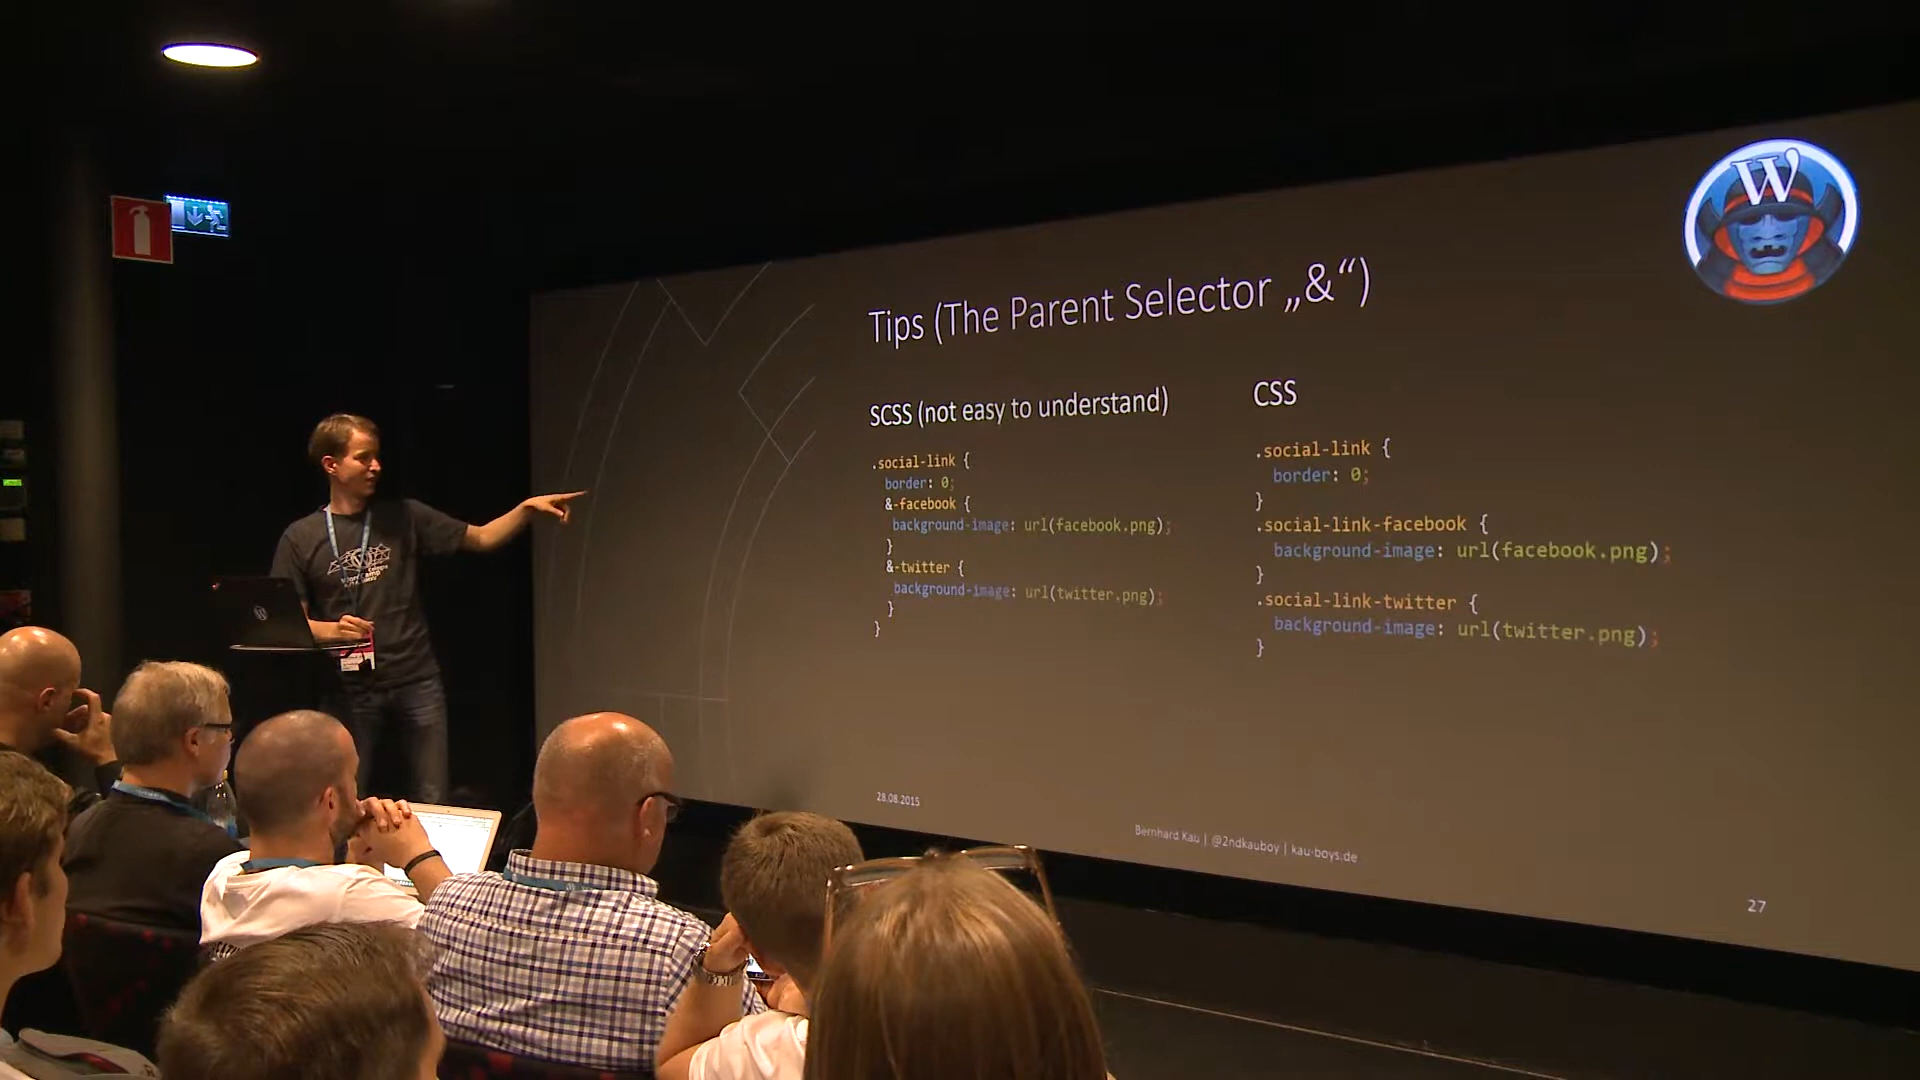 W
Tips (The Parent Selector „&“)
SCSS (not easy to understand)
.social-link {
border: 0;
&-facebook {
background-image: url(facebook.png);
}
&-twitter {
background-image: url(twitter.png);
}
}
CSS
.social-link {
border: 0;
}
.social-link-facebook {
background-image: url(facebook.png);
}
.social-link-twitter {
background-image: url(twitter.png);
}
28.08.2015
Bernhard Kau | @2ndkauboy | kau-boys.de
27